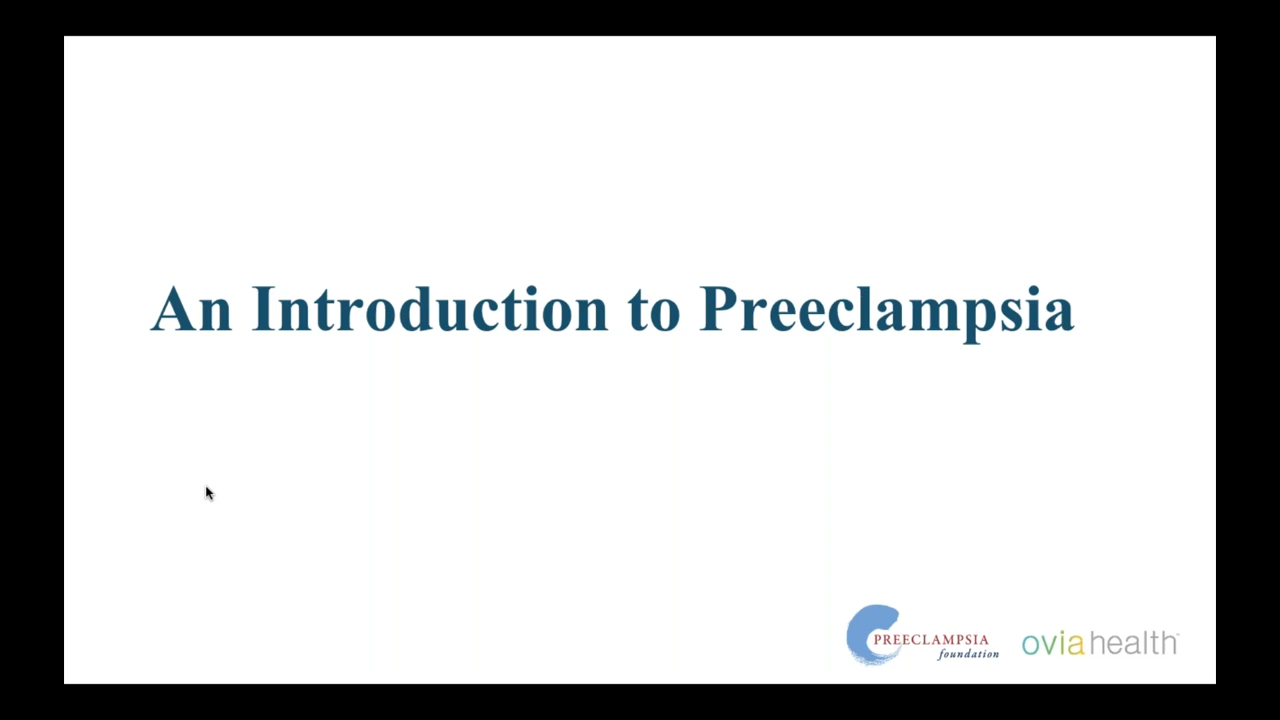 An Introduction to Preeclampsia
PREECLAMPSIA
foundation
oviahealth